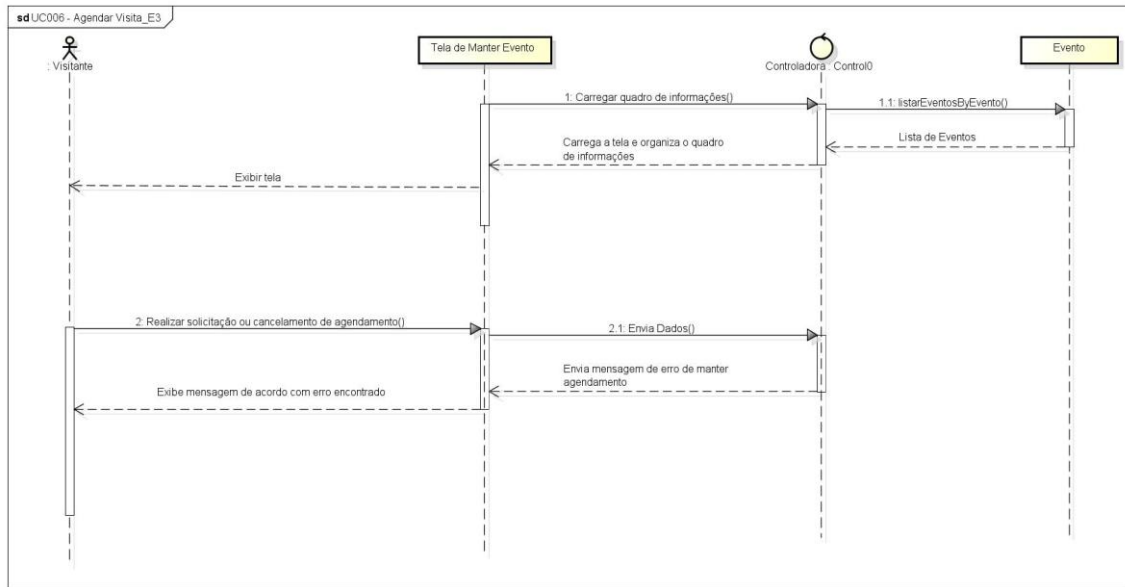 sd UC006 - Agendar Visita_E3
: Visitante
Tela de Manter Evento
Controladora : Control0
Evento
1: Carregar quadro de informações()
1.1: listarEventosByEvento()
Lista de Eventos
Carrega a tela e organiza o quadro
de informações
Exibir tela
2: Realizar solicitação ou cancelamento de agendamento()
2.1: Envia Dados()
Envia mensagem de erro de manter
agendamento
Exibe mensagem de acordo com erro encontrado